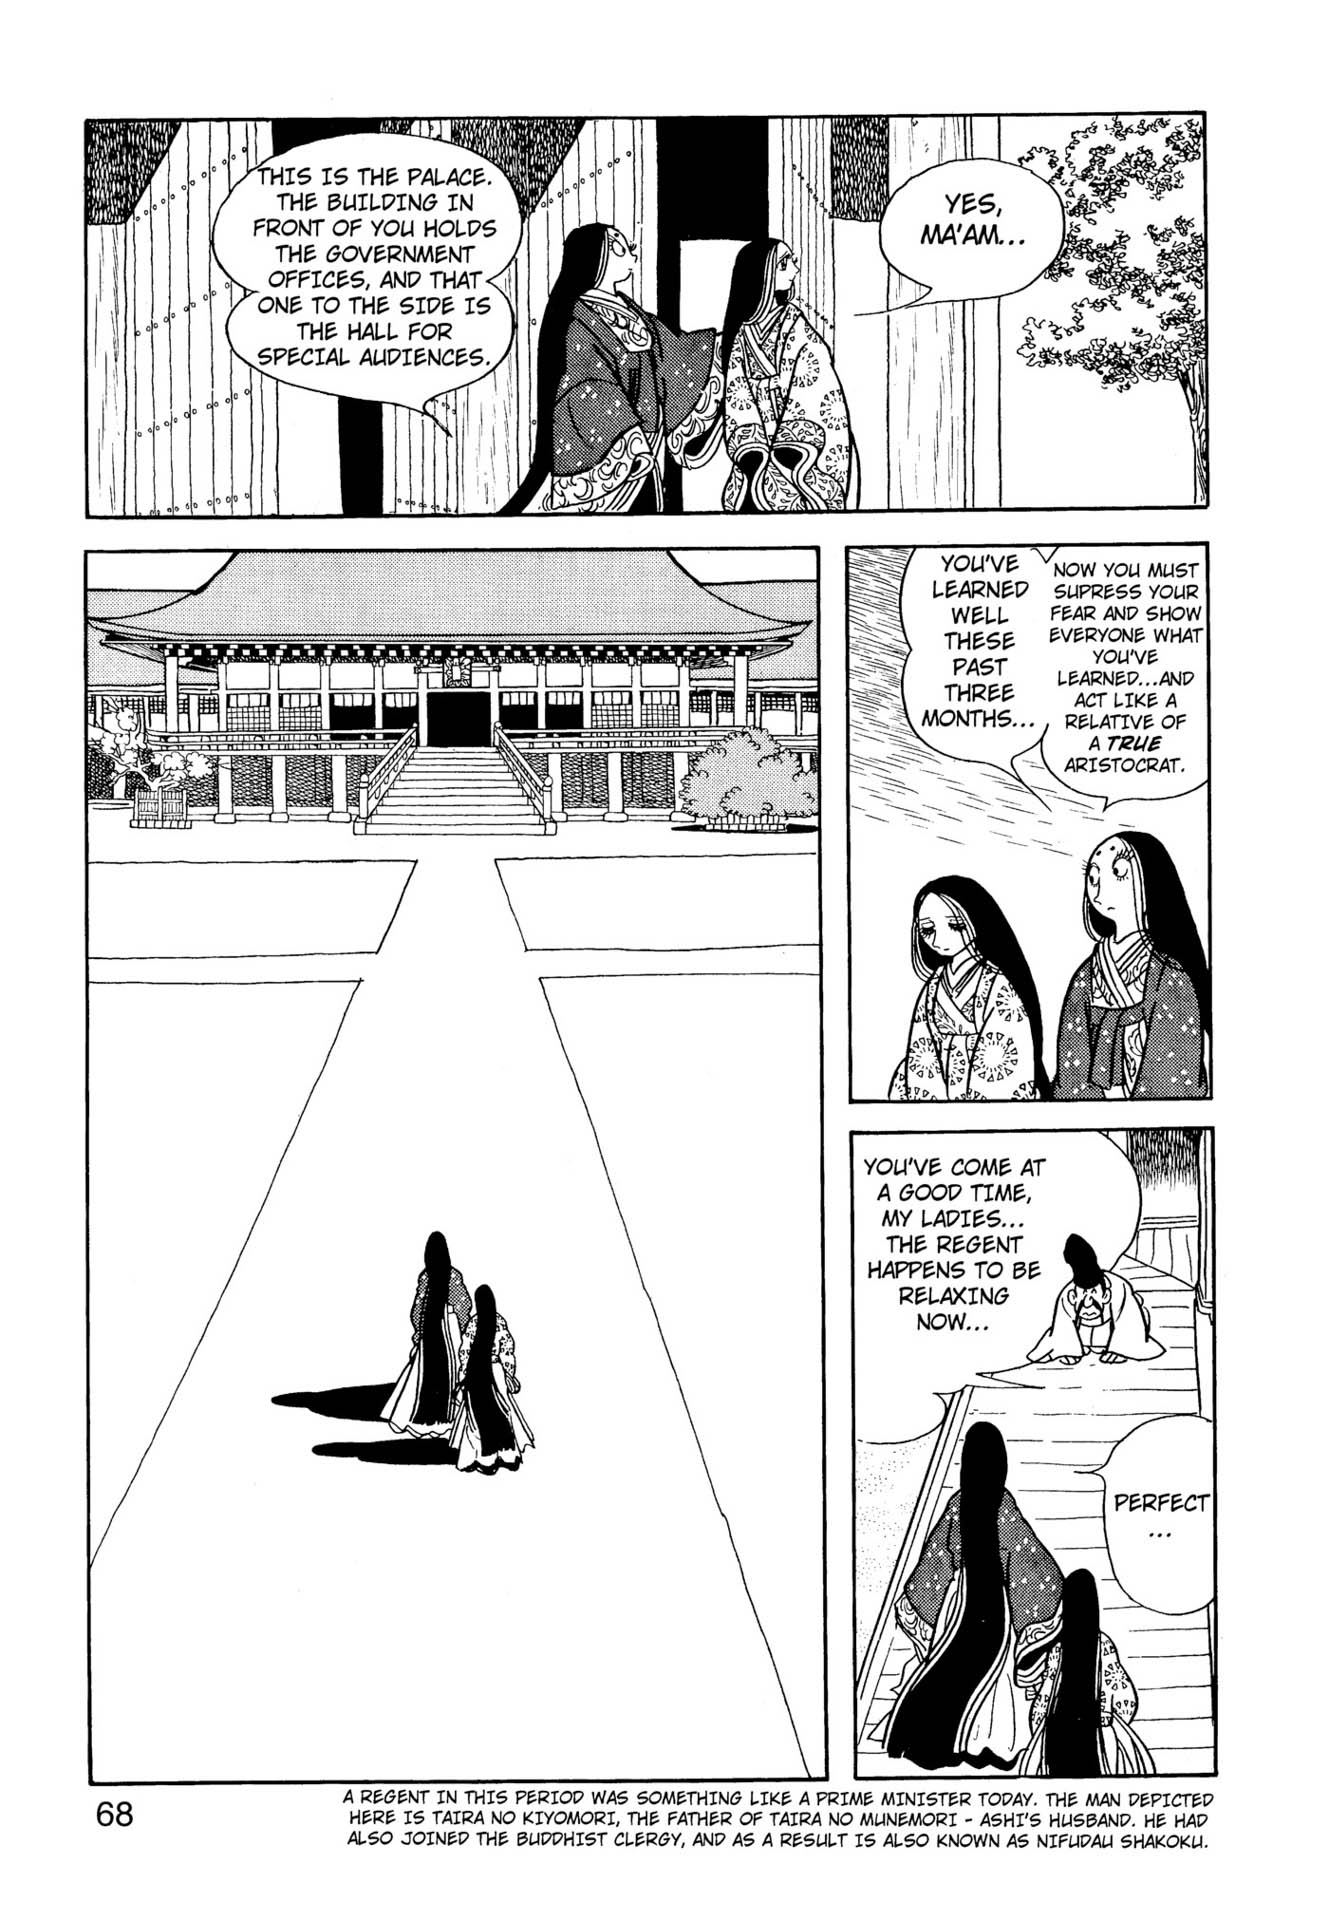 THIS IS THE PALACE.
THE BUILDING IN
FRONT OF YOU HOLDS
THE GOVERNMENT
OFFICES, AND THAT
ONE TO THE SIDE IS
THE HALL FOR
SPECIAL AUDIENCES.
YES,
MA'AM...
YOU'VE
LEARNED
WELL
THESE
PAST
THREE
MONTHS...
NOW YOU MUST
SUPRESS YOUR
FEAR AND SHOW
EVERYONE WHAT
YOU'VE
LEARNED...AND
ACT LIKE A
RELATIVE OF
A TRUE
ARISTOCRAT.
YOU'VE COME AT
A GOOD TIME,
MY LADIES...
THE REGENT
HAPPENS TO BE
RELAXING
NOW...
PERFECT
...
A REGENT IN THIS PERIOD WAS SOMETHING LIKE A PRIME MINISTER TODAY. THE MAN DEPICTED
HERE IS TAIRA NO KIYOMORI, THE FATHER OF TAIRA NO MUNEMORI - ASHI'S HUSBAND. HE HAD
ALSO JOINED THE BUDDHIST CLERGY, AND AS A RESULT IS ALSO KNOWN AS NIFUDAU SHAKOKU.
68